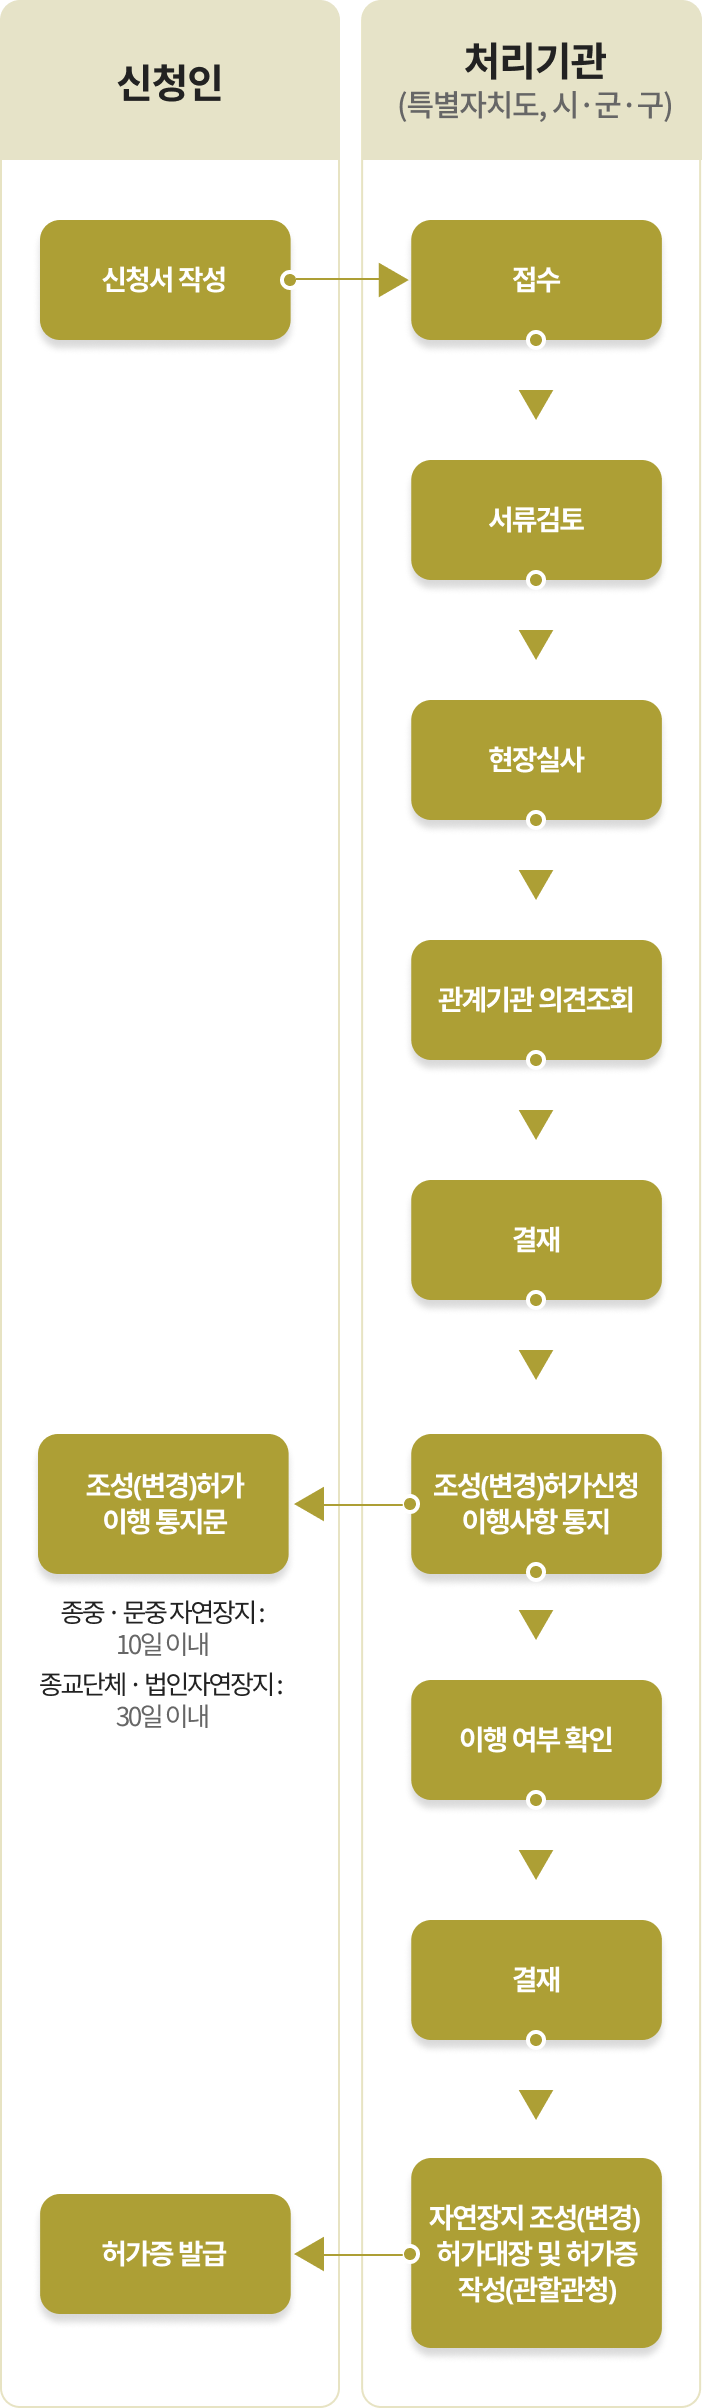 신청인
처리기관
(특별자치도, 시·군·구)
신청서 작성
접수
서류검토
현장실사
관계기관 의견조회
결재
조성(변경)허가
이행 통지문
조성(변경)허가신청
이행사항 통지
종중 · 문중 자연장지 :
10일 이내
종교단체 · 법인자연장지 :
30일 이내
이행 여부 확인
결재
허가증 발급
자연장지 조성(변경)
허가대장 및 허가증
작성(관할관청)